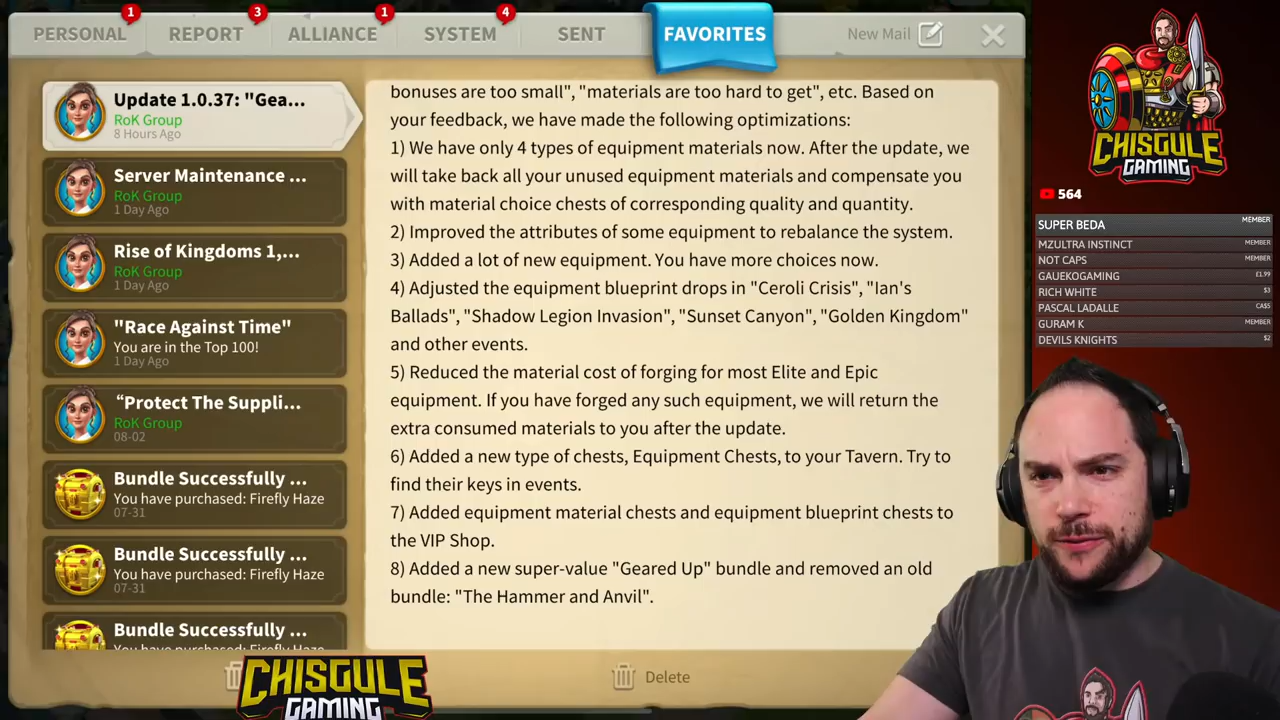 PERSONAL
1
REPORT
3
ALLIANCE
1
SYSTEM
4
SENT
FAVORITES
New Mail
Update 1.0.37: "Gea...
RoK Group
8 Hours Ago
Server Maintenance ...
RoK Group
1 Day Ago
Rise of Kingdoms 1,...
RoK Group
1 Day Ago
"Race Against Time"
You are in the Top 100!
1 Day Ago
“Protect The Suppli...
RoK Group
08-02
Bundle Successfully ...
You have purchased: Firefly Haze
07-31
Bundle Successfully ...
You have purchased: Firefly Haze
07-31
Bundle Successfully ...
You have purchased: Firefly Haze
bonuses are too small", "materials are too hard to get", etc. Based on
your feedback, we have made the following optimizations:
1) We have only 4 types of equipment materials now. After the update, we
will take back all your unused equipment materials and compensate you
with material choice chests of corresponding quality and quantity.
2) Improved the attributes of some equipment to rebalance the system.
3) Added a lot of new equipment. You have more choices now.
4) Adjusted the equipment blueprint drops in "Ceroli Crisis", "Ian's
Ballads", "Shadow Legion Invasion", "Sunset Canyon", "Golden Kingdom"
and other events.
5) Reduced the material cost of forging for most Elite and Epic
equipment. If you have forged any such equipment, we will return the
extra consumed materials to you after the update.
6) Added a new type of chests, Equipment Chests, to your Tavern. Try to
find their keys in events.
7) Added equipment material chests and equipment blueprint chests to
the VIP Shop.
8) Added a new super-value "Geared Up" bundle and removed an old
bundle: "The Hammer and Anvil".
Delete
CHISGULE
GAMING
CHISGULE
GAMING
564
SUPER BEDA MEMBER
MZULTRA INSTINCT MEMBER
NOT CAPS MEMBER
GAUEKOGAMING £1.99
RICH WHITE $3
PASCAL LADALLE CA$5
GURAM K MEMBER
DEVILS KNIGHTS $2